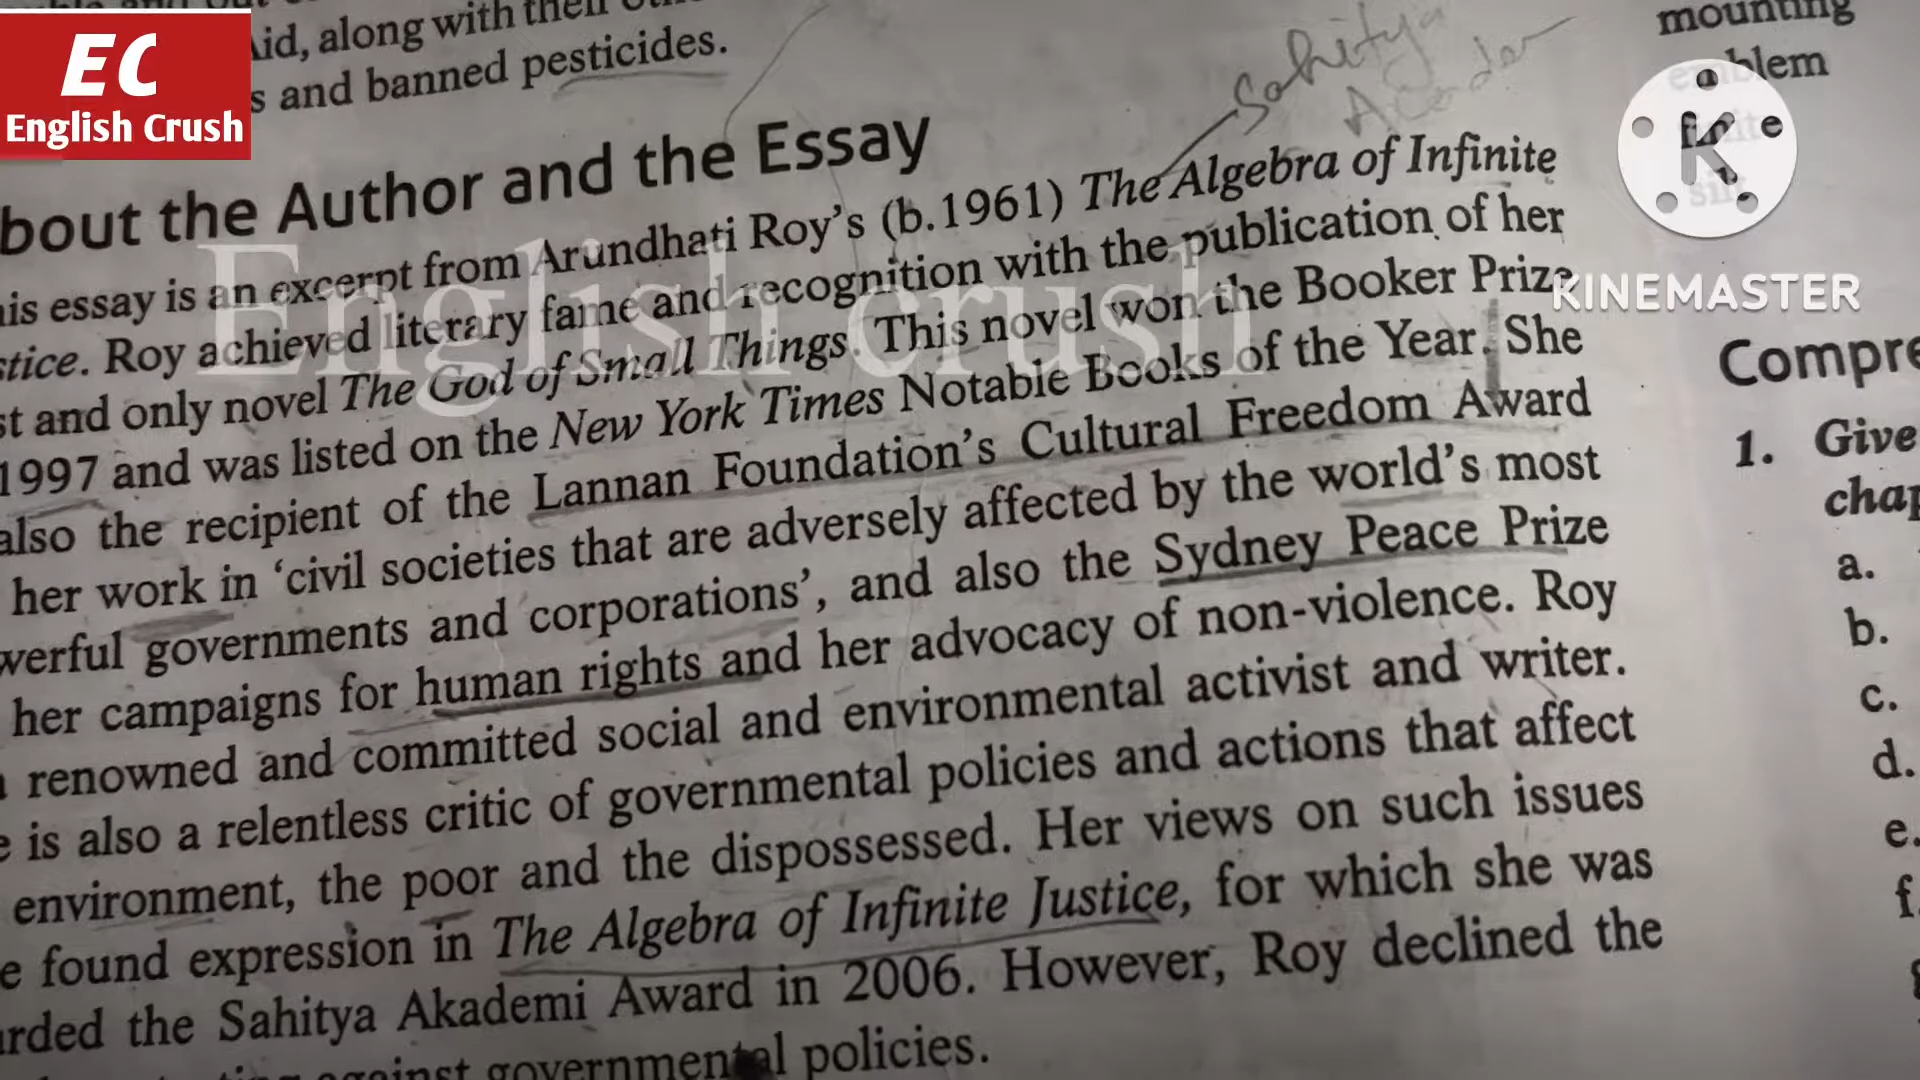 EC
English Crush
Aid, along with their
s and banned pesticides.
Sahitya
bout the Author and the Essay
his essay is an excerpt from Arundhati Roy's (b.1961) The Algebra of Infinite
stice. Roy achieved literary fame and recognition with the publication of her
st and only novel The God of Small Things. This novel won the Booker Prize
1997 and was listed on the New York Times Notable Books of the Year. She
also the recipient of the Lannan Foundation's Cultural Freedom Award
her work in ‘civil societies that are adversely affected by the world's most
werful governments and corporations’, and also the Sydney Peace Prize
her campaigns for human rights and her advocacy of non-violence. Roy
renowned and committed social and environmental activist and writer.
e is also a relentless critic of governmental policies and actions that affect
environment, the poor and the dispossessed. Her views on such issues
e found expression in The Algebra of Infinite Justice, for which she was
arded the Sahitya Akademi Award in 2006. However, Roy declined the
against governmental policies.
English crush
mounting
emblem
K
KINEMASTER
Compre
1. Give
chap
a.
b.
c.
d.
e.
f.